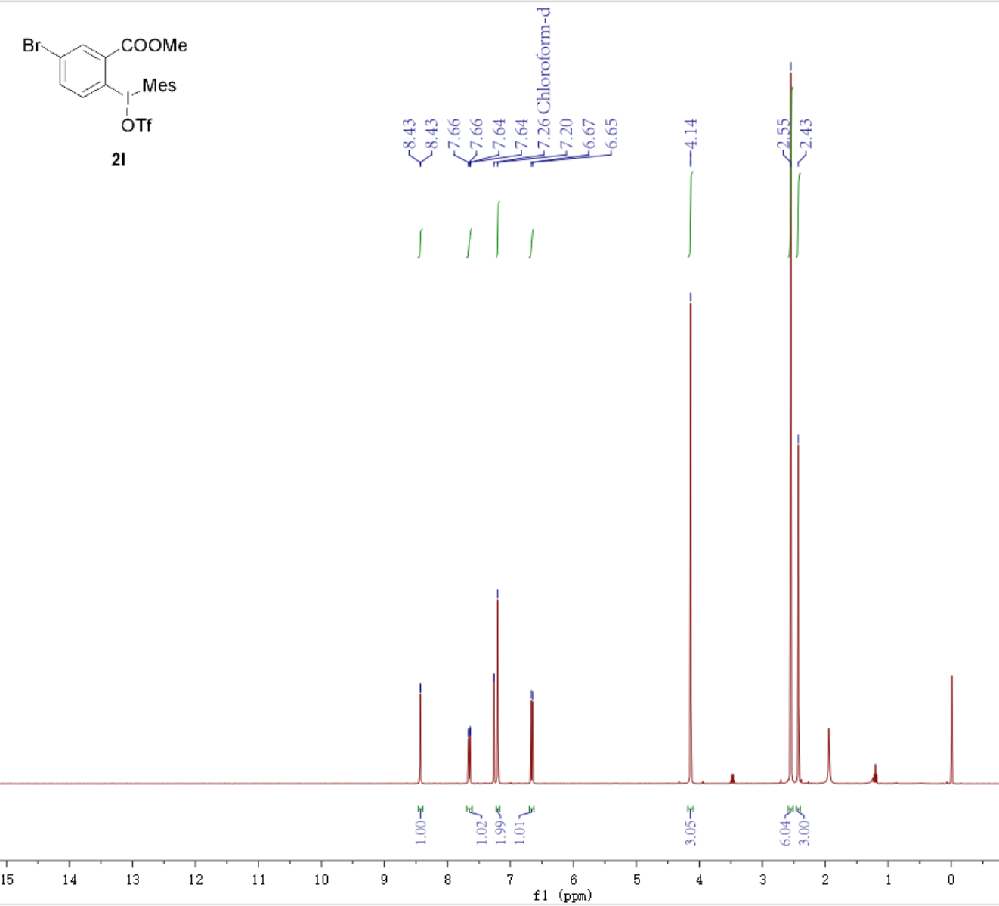 Br
COOMe
I
Mes
OTf
2l
8.43
8.43
7.66
7.66
7.64
7.64
7.26 Chloroform-d
7.20
6.67
6.65
4.14
2.55
2.43
1.00
1.02
1.99
1.01
3.05
6.04
3.00
15 14 13 12 11 10 9 8 7 6 5 4 3 2 1 0
f1 (ppm)